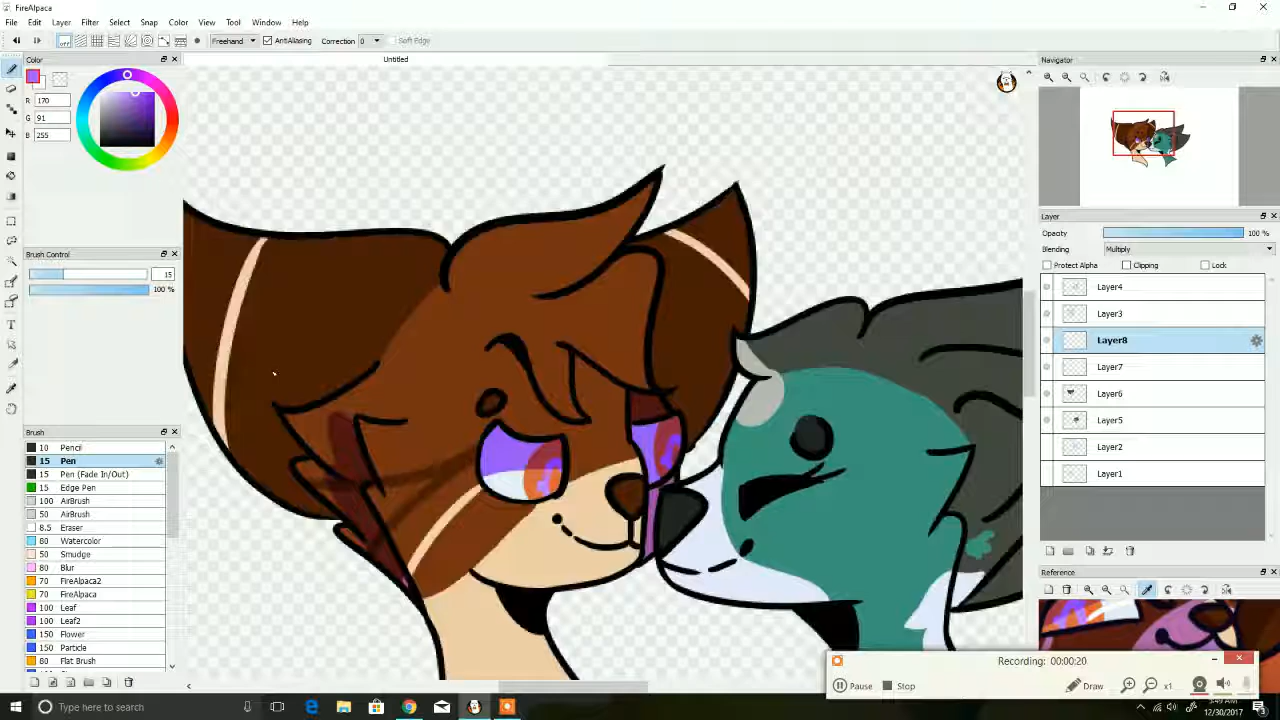 FireAlpaca
File Edit Layer Filter Select Snap Color View Tool Window Help
OFF Freehand AntiAliasing Correction 0 Soft Edge
Color Untitled Navigator
R 170
G 91
B 255
Layer
Opacity 100 %
Blending Multiply
Protect Alpha Clipping Lock
Brush Control
15
100 %
Layer4
Layer3
Layer8
Layer7
Layer6
Layer5
Layer2
Layer1
Brush
10 Pencil
15 Pen
15 Pen (Fade In/Out)
15 Edge Pen
100 AirBrush
50 AirBrush
8.5 Eraser
80 Watercolor
50 Smudge
80 Blur
70 FireAlpaca2
70 FireAlpaca
100 Leaf
100 Leaf2
150 Flower
150 Particle
80 Flat Brush
Reference
Recording: 00:00:20
Pause Stop Draw x1
Type here to search
12/30/2017